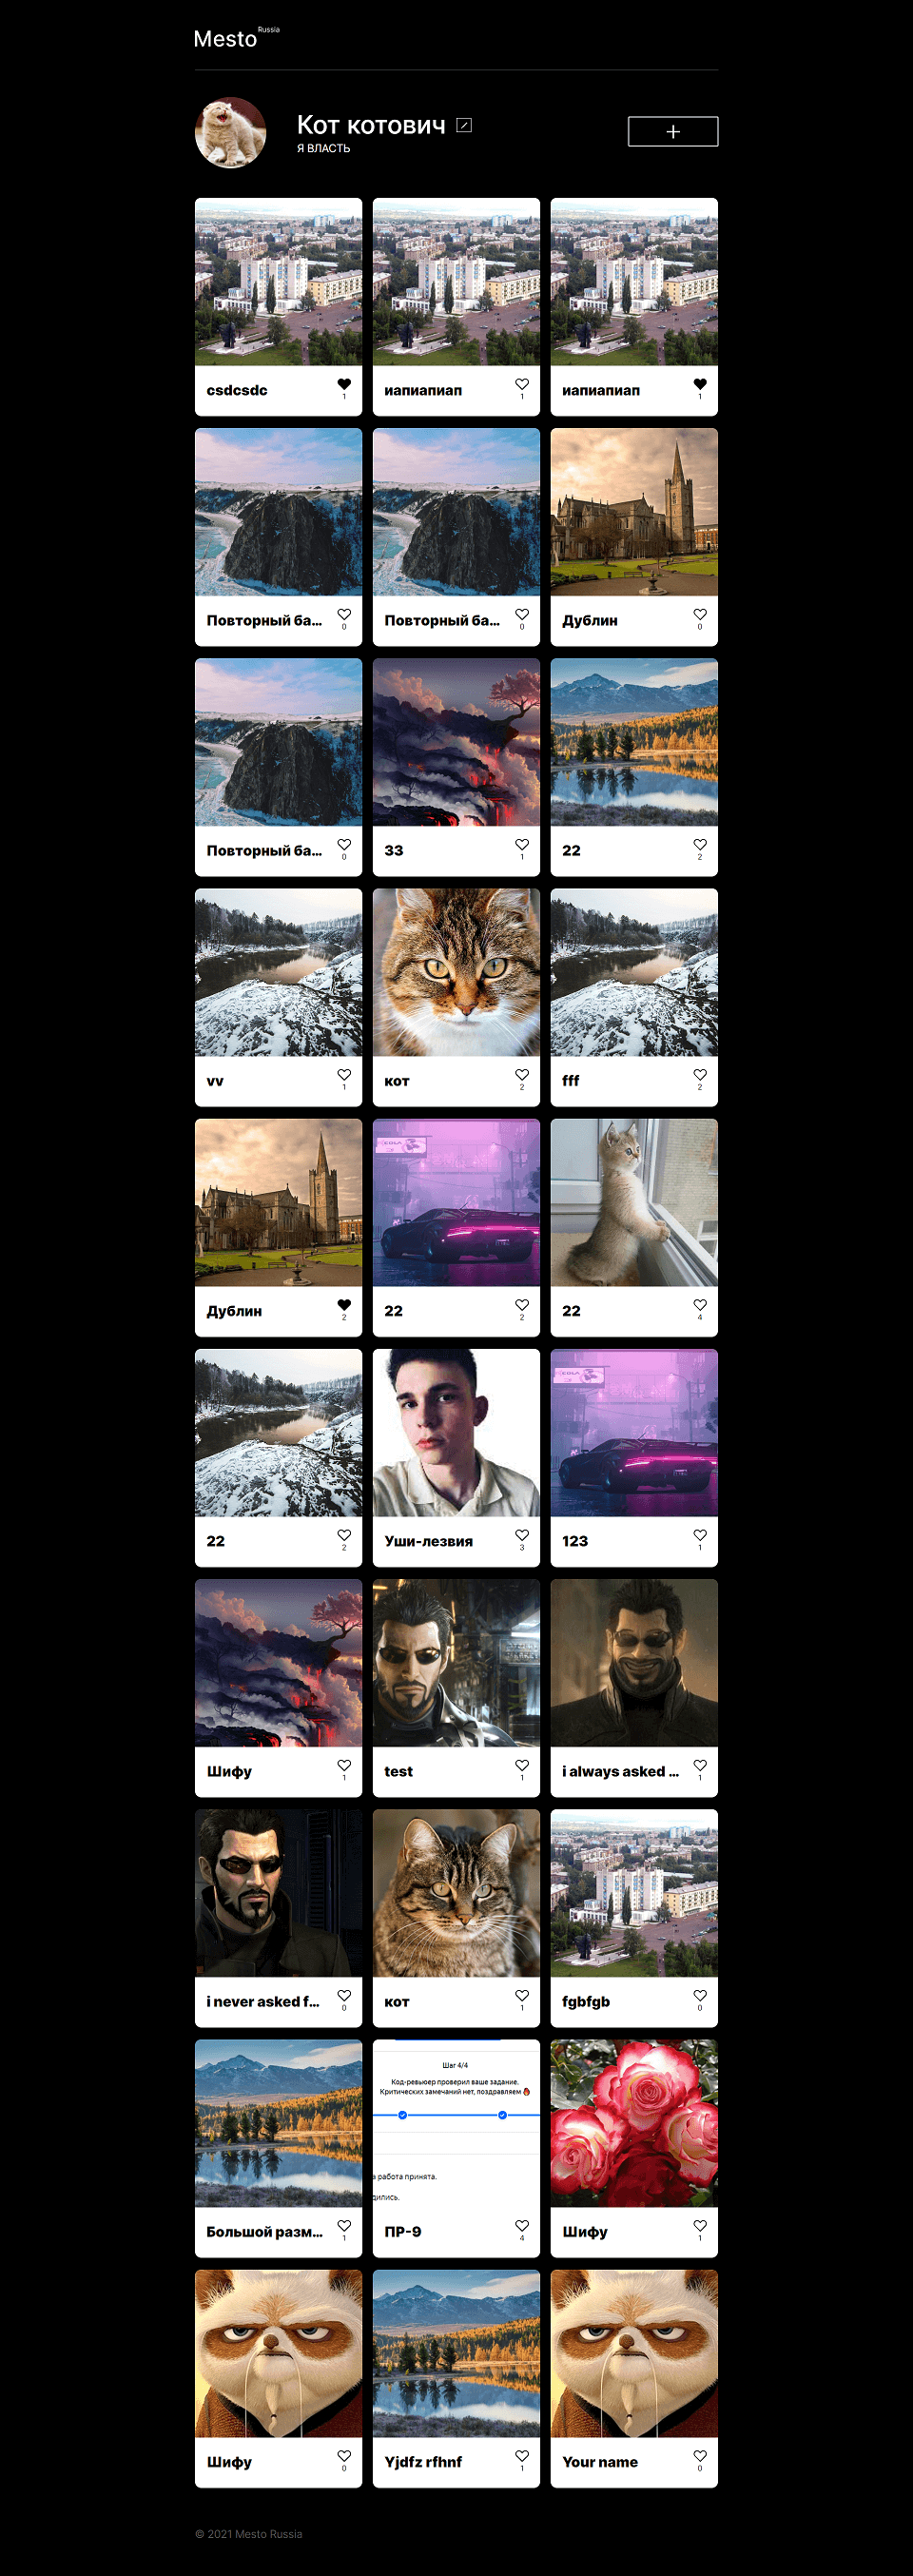 Mesto Russia
Кот котович
Я ВЛАСТЬ
csdcsdc
1
иапиапиап
1
иапиапиап
1
Повторный ба...
0
Повторный ба...
0
Дублин
0
Повторный ба...
0
33
1
22
2
vv
1
кот
2
fff
2
Дублин
2
22
2
22
4
22
2
Уши-лезвия
3
123
1
Шифу
1
test
1
i always asked ...
1
i never asked f...
0
кот
1
fgbfgb
0
Большой разм...
1
Шаг 4/4
Код-ревьюер проверил ваше задание.
Критических замечаний нет, поздравляем 🔥
а работа принята.
дились.
ПР-9
4
Шифу
1
Шифу
0
Yjdfz rfhnf
1
Your name
0
© 2021 Mesto Russia